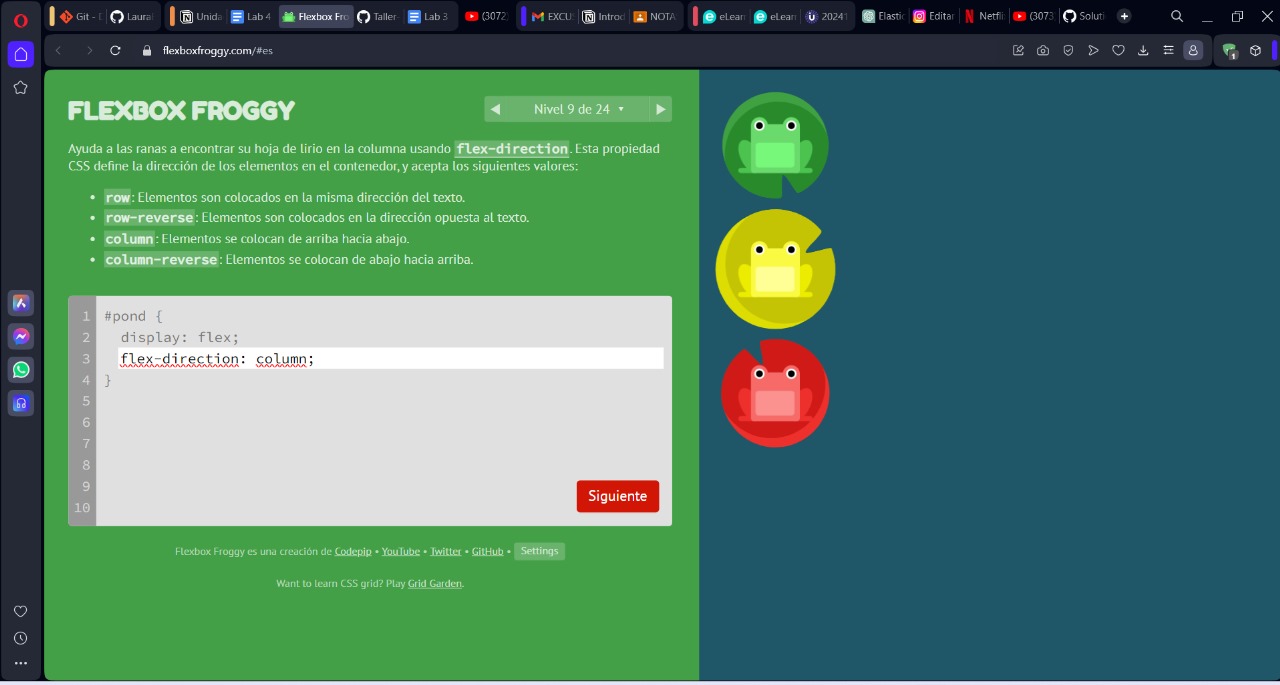 Git - 
Laura
Unida
Lab 4
Flexbox Fro
Taller
Lab 3
(3072
EXCUS
Introd
NOTA
eLearn
eLearn
20241
Elastic
Editar
Netfli
(3073
Soluti
flexboxfroggy.com/#es
1
FLEXBOX FROGGY
Nivel 9 de 24
Ayuda a las ranas a encontrar su hoja de lirio en la columna usando flex-direction. Esta propiedad
CSS define la dirección de los elementos en el contenedor, y acepta los siguientes valores:
• row: Elementos son colocados en la misma dirección del texto.
• row-reverse: Elementos son colocados en la dirección opuesta al texto.
• column: Elementos se colocan de arriba hacia abajo.
• column-reverse: Elementos se colocan de abajo hacia arriba.
1 #pond {
2 display: flex;
3 flex-direction: column;
4 }
5
6
7
8
9
10
Siguiente
Flexbox Froggy es una creación de Codepip • YouTube • Twitter • GitHub • Settings
Want to learn CSS grid? Play Grid Garden.